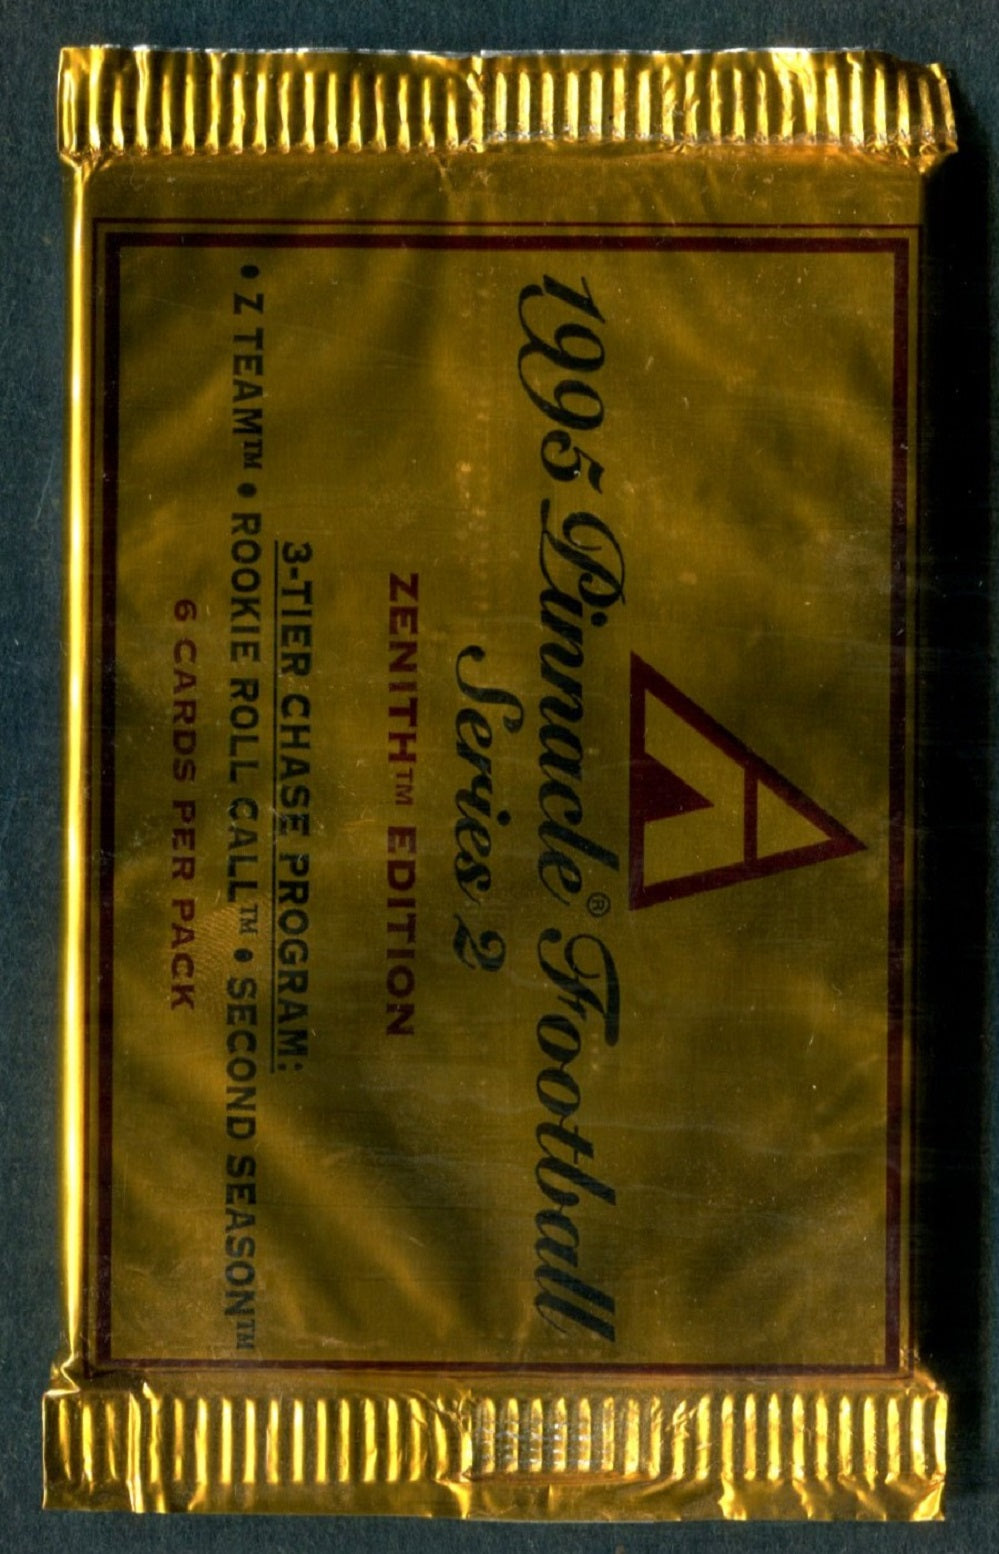 1995 Pinnacle® Football
Series 2
ZENITH™ EDITION
3-TIER CHASE PROGRAM:
• Z TEAM™ • ROOKIE ROLL CALL™ • SECOND SEASON™
6 CARDS PER PACK